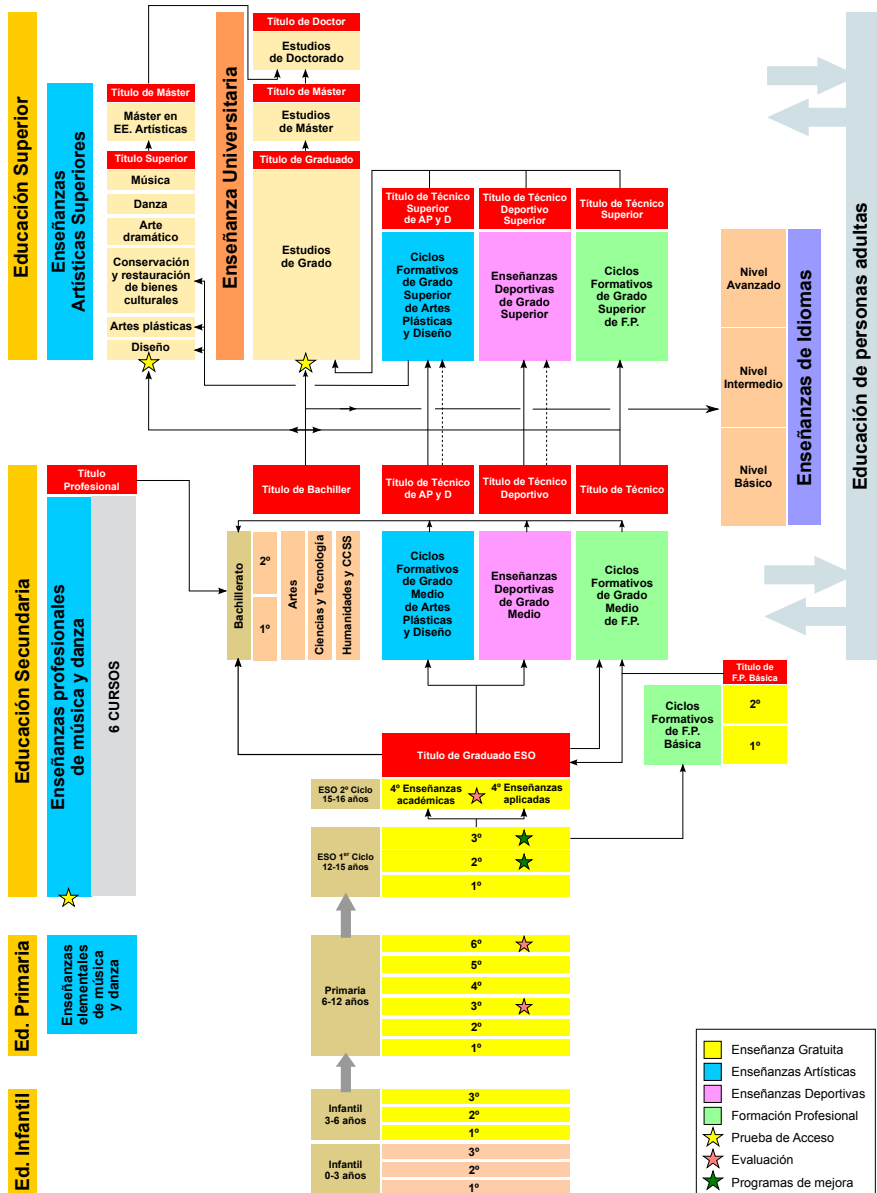 Educación Superior
Enseñanzas
Artísticas Superiores
Título de Máster
Máster en
EE. Artísticas
Título Superior
Música
Danza
Arte
dramático
Conservación
y restauración
de bienes
culturales
Artes plásticas
Diseño
Enseñanza Universitaria
Título de Doctor
Estudios
de Doctorado
Título de Máster
Estudios
de Máster
Título de Graduado
Estudios
de Grado
Título de Técnico
Superior
de AP y D
Ciclos
Formativos
de Grado
Superior
de Artes
Plásticas
y Diseño
Título de Técnico
Deportivo
Superior
Enseñanzas
Deportivas
de Grado
Superior
Título de Técnico
Superior
Ciclos
Formativos
de Grado
Superior
de F.P.
Nivel
Avanzado
Nivel
Intermedio
Nivel
Básico
Enseñanzas de Idiomas
Educación de personas adultas
Educación Secundaria
Título
Profesional
Enseñanzas profesionales
de música y danza
6 CURSOS
Título de Bachiller
Bachillerato
2º
1º
Artes
Ciencias y Tecnología
Humanidades y CCSS
Título de Técnico
de AP y D
Ciclos
Formativos
de Grado
Medio
de Artes
Plásticas
y Diseño
Título de Técnico
Deportivo
Enseñanzas
Deportivas
de Grado
Medio
Título de Técnico
Ciclos
Formativos
de Grado
Medio
de F.P.
Título de
F.P. Básica
Ciclos
Formativos
de F.P.
Básica
2º
1º
Título de Graduado ESO
ESO 2º Ciclo
15-16 años
4º Enseñanzas
académicas
4º Enseñanzas
aplicadas
ESO 1er Ciclo
12-15 años
3º
2º
1º
Ed. Primaria
Enseñanzas
elementales
de música
y danza
Primaria
6-12 años
6º
5º
4º
3º
2º
1º
Ed. Infantil
Infantil
3-6 años
3º
2º
1º
Infantil
0-3 años
3º
2º
1º
Enseñanza Gratuita
Enseñanzas Artísticas
Enseñanzas Deportivas
Formación Profesional
Prueba de Acceso
Evaluación
Programas de mejora